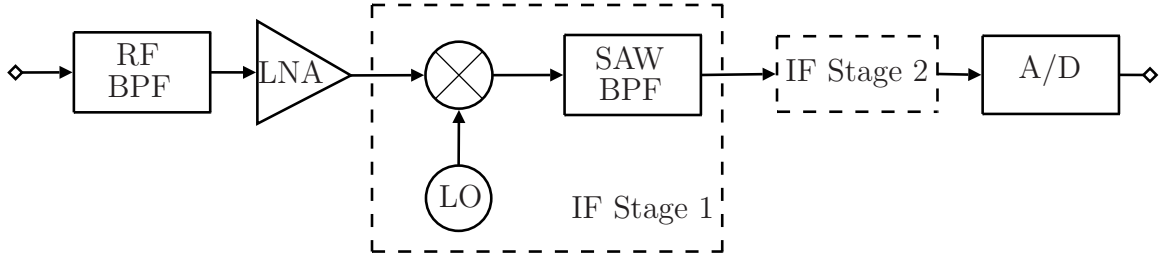 RF
BPF
LNA
SAW
BPF
IF Stage 2
A/D
LO
IF Stage 1